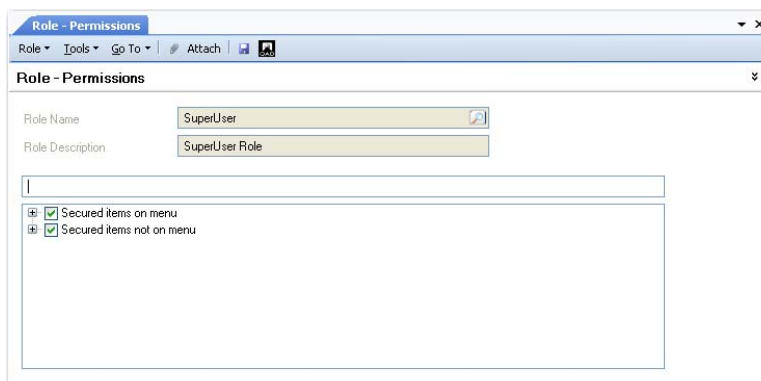 Role - Permissions
Role Tools Go To Attach QAD
Role - Permissions
Role Name SuperUser
Role Description SuperUser Role
Secured items on menu
Secured items not on menu